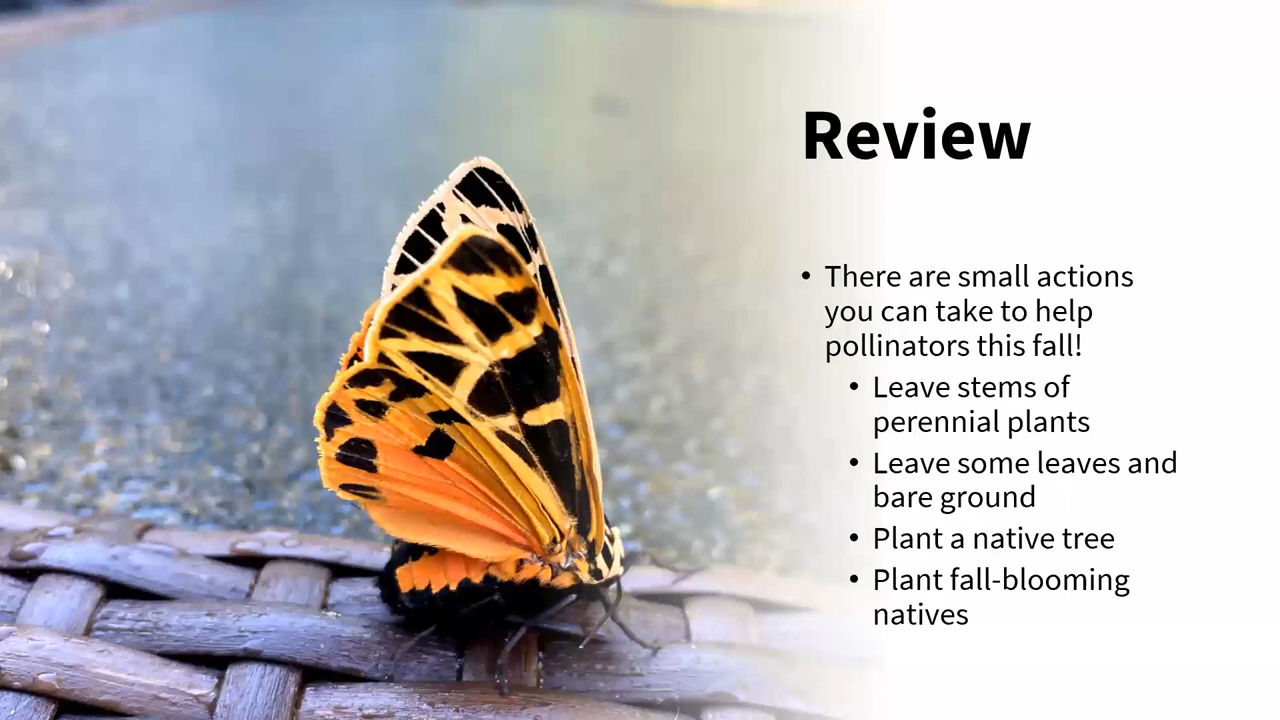 Review
• There are small actions
you can take to help
pollinators this fall!
• Leave stems of
perennial plants
• Leave some leaves and
bare ground
• Plant a native tree
• Plant fall-blooming
natives